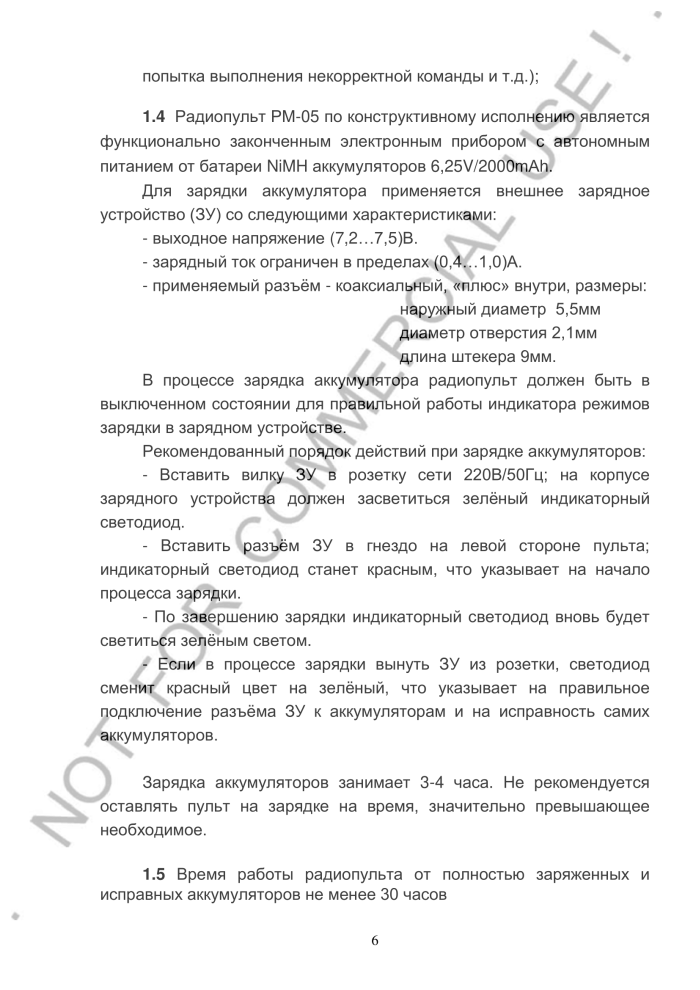 попытка выполнения некорректной команды и т.д.);
1.4 Радиопульт РМ-05 по конструктивному исполнению является
функционально законченным электронным прибором с автономным
питанием от батареи NiMH аккумуляторов 6,25V/2000mAh.
Для зарядки аккумулятора применяется внешнее зарядное
устройство (ЗУ) со следующими характеристиками:
- выходное напряжение (7,2…7,5)В.
- зарядный ток ограничен в пределах (0,4…1,0)А.
- применяемый разъём - коаксиальный, «плюс» внутри, размеры:
наружный диаметр 5,5мм
диаметр отверстия 2,1мм
длина штекера 9мм.
В процессе зарядка аккумулятора радиопульт должен быть в
выключенном состоянии для правильной работы индикатора режимов
зарядки в зарядном устройстве.
Рекомендованный порядок действий при зарядке аккумуляторов:
- Вставить вилку ЗУ в розетку сети 220В/50Гц; на корпусе
зарядного устройства должен засветиться зелёный индикаторный
светодиод.
- Вставить разъём ЗУ в гнездо на левой стороне пульта;
индикаторный светодиод станет красным, что указывает на начало
процесса зарядки.
- По завершению зарядки индикаторный светодиод вновь будет
светиться зелёным светом.
- Если в процессе зарядки вынуть ЗУ из розетки, светодиод
сменит красный цвет на зелёный, что указывает на правильное
подключение разъёма ЗУ к аккумуляторам и на исправность самих
аккумуляторов.
Зарядка аккумуляторов занимает 3-4 часа. Не рекомендуется
оставлять пульт на зарядке на время, значительно превышающее
необходимое.
1.5 Время работы радиопульта от полностью заряженных и
исправных аккумуляторов не менее 30 часов
6
. NOT FOR COMMERCIAL USE ! .